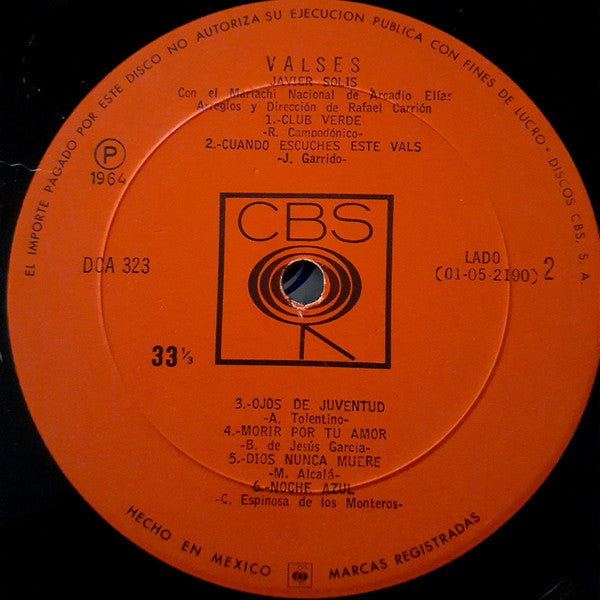 EL IMPORTE PAGADO POR ESTE DISCO NO AUTORIZA SU EJECUCION PUBLICA CON FINES DE LUCRO · DISCOS CBS, S. A.
VALSES
JAVIER SOLIS
Con el Mariachi Nacional de Arcadio Elías
Arreglos y Dirección de Rafael Carrión
1.-CLUB VERDE
-R. Campodónico-
2.-CUANDO ESCUCHES ESTE VALS
-J. Garrido-
P
1964
CBS
DCA 323
LADO
(01-05-2190) 2
33 1/3
3.-OJOS DE JUVENTUD
-A. Tolentino-
4.-MORIR POR TU AMOR
-B. de Jesús García-
5.-DIOS NUNCA MUERE
-M. Alcalá-
6.-NOCHE AZUL
-C. Espinosa de los Monteros-
HECHO EN MEXICO
MARCAS REGISTRADAS